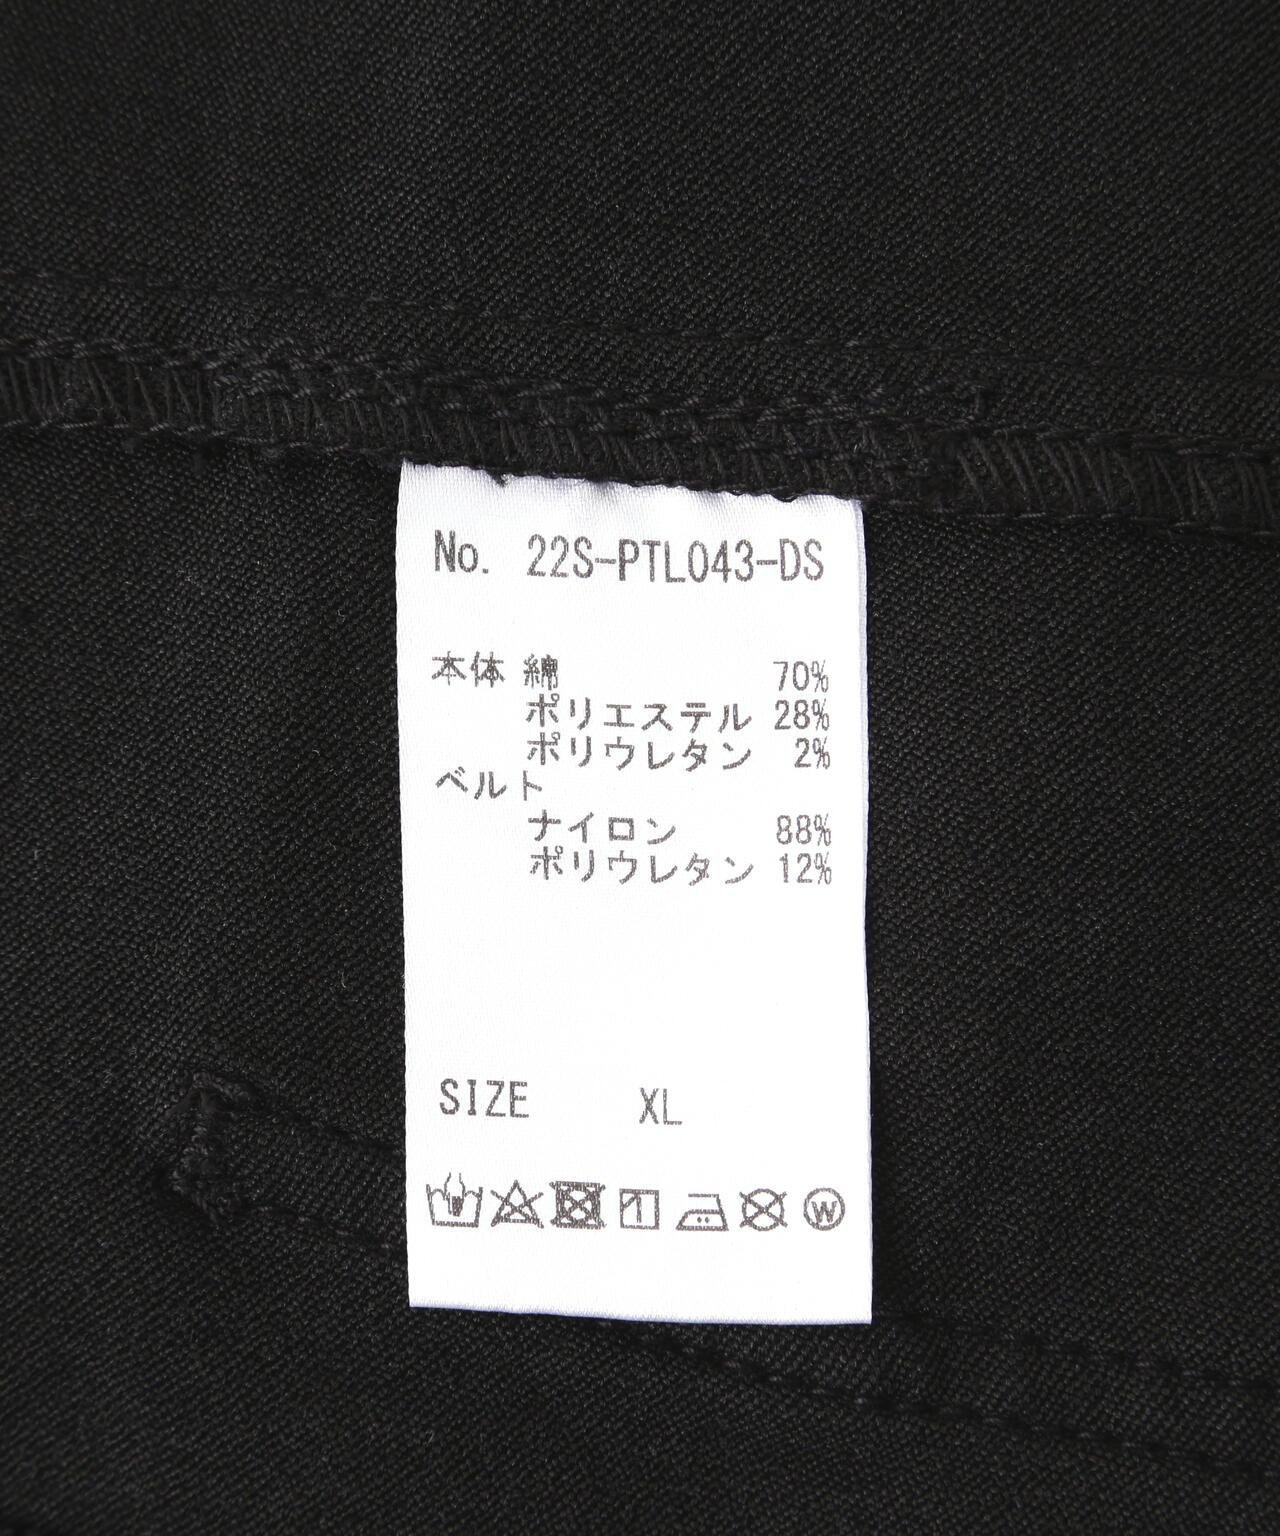 No. 22S-PTL043-DS
本体 綿 70%
ポリエステル 28%
ポリウレタン 2%
ベルト
ナイロン 88%
ポリウレタン 12%
SIZE XL
W